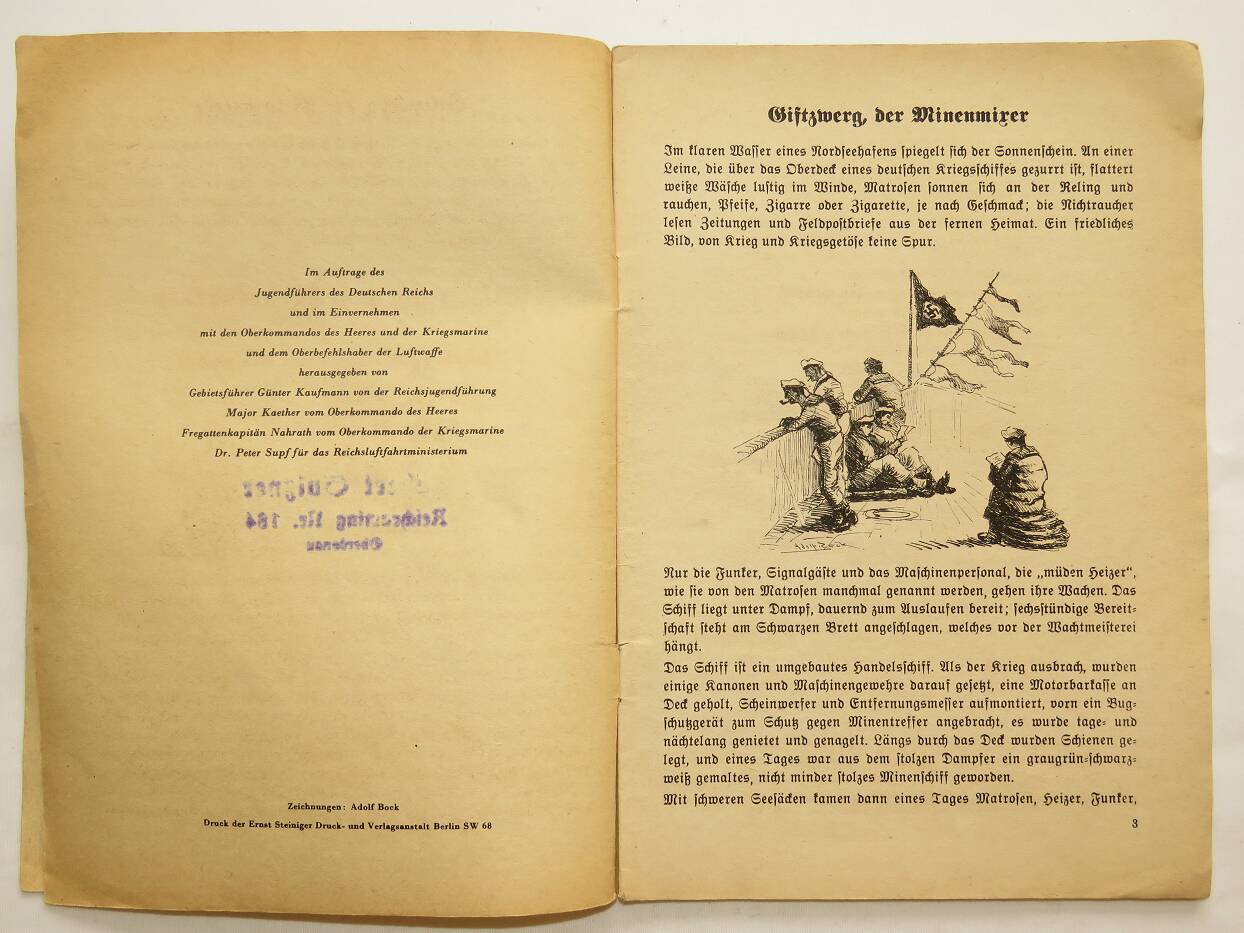 Im Auftrage des
Jugendführers des Deutschen Reichs
und im Einvernehmen
mit den Oberkommandos des Heeres und der Kriegsmarine
und dem Oberbefehlshaber der Luftwaffe
herausgegeben von
Gebietsführer Günter Kaufmann von der Reichsjugendführung
Major Kaether vom Oberkommando des Heeres
Fregattenkapitän Nahrath vom Oberkommando der Kriegsmarine
Dr. Peter Supf für das Reichsluftfahrtministerium
Nr. 184
Oberdonau
Zeichnungen: Adolf Bock
Druck der Ernst Steiniger Druck- und Verlagsanstalt Berlin SW 68
Giftzwerg, der Minenmixer
Im klaren Wasser eines Nordseehafens spiegelt sich der Sonnenschein. An einer
Leine, die über das Oberdeck eines deutschen Kriegsschiffes gezurrt ist, flattert
weiße Wäsche lustig im Winde, Matrosen sonnen sich an der Reling und
rauchen, Pfeife, Zigarre oder Zigarette, je nach Geschmack; die Nichtraucher
lesen Zeitungen und Feldpostbriefe aus der fernen Heimat. Ein friedliches
Bild, von Krieg und Kriegsgetöse keine Spur.
Adolf Bock
Nur die Funker, Signalgäste und das Maschinenpersonal, die „müden Heizer“,
wie sie von den Matrosen manchmal genannt werden, gehen ihre Wachen. Das
Schiff liegt unter Dampf, dauernd zum Auslaufen bereit; sechsstündige Bereit-
schaft steht am Schwarzen Brett angeschlagen, welches vor der Wachtmeisterei
hängt.
Das Schiff ist ein umgebautes Handelsschiff. Als der Krieg ausbrach, wurden
einige Kanonen und Maschinengewehre darauf gesetzt, eine Motorbarkasse an
Deck geholt, Scheinwerfer und Entfernungsmesser aufmontiert, vorn ein Bug-
schutzgerät zum Schutz gegen Minentreffer angebracht, es wurde tage- und
nächtelang genietet und genagelt. Längs durch das Deck wurden Schienen ge-
legt, und eines Tages war aus dem stolzen Dampfer ein graugrün-schwarz-
weiß gemaltes, nicht minder stolzes Minenschiff geworden.
Mit schweren Seesäcken kamen dann eines Tages Matrosen, Heizer, Funker,
3